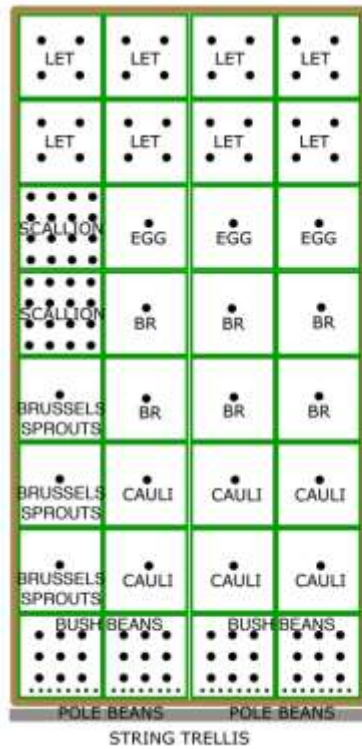 LET LET LET LET
LET LET LET LET
SCALLION EGG EGG EGG
SCALLION BR BR BR
BRUSSELS
SPROUTS BR BR BR
BRUSSELS
SPROUTS CAULI CAULI CAULI
BRUSSELS
SPROUTS CAULI CAULI CAULI
BUSH BEANS BUSH BEANS
POLE BEANS POLE BEANS
STRING TRELLIS